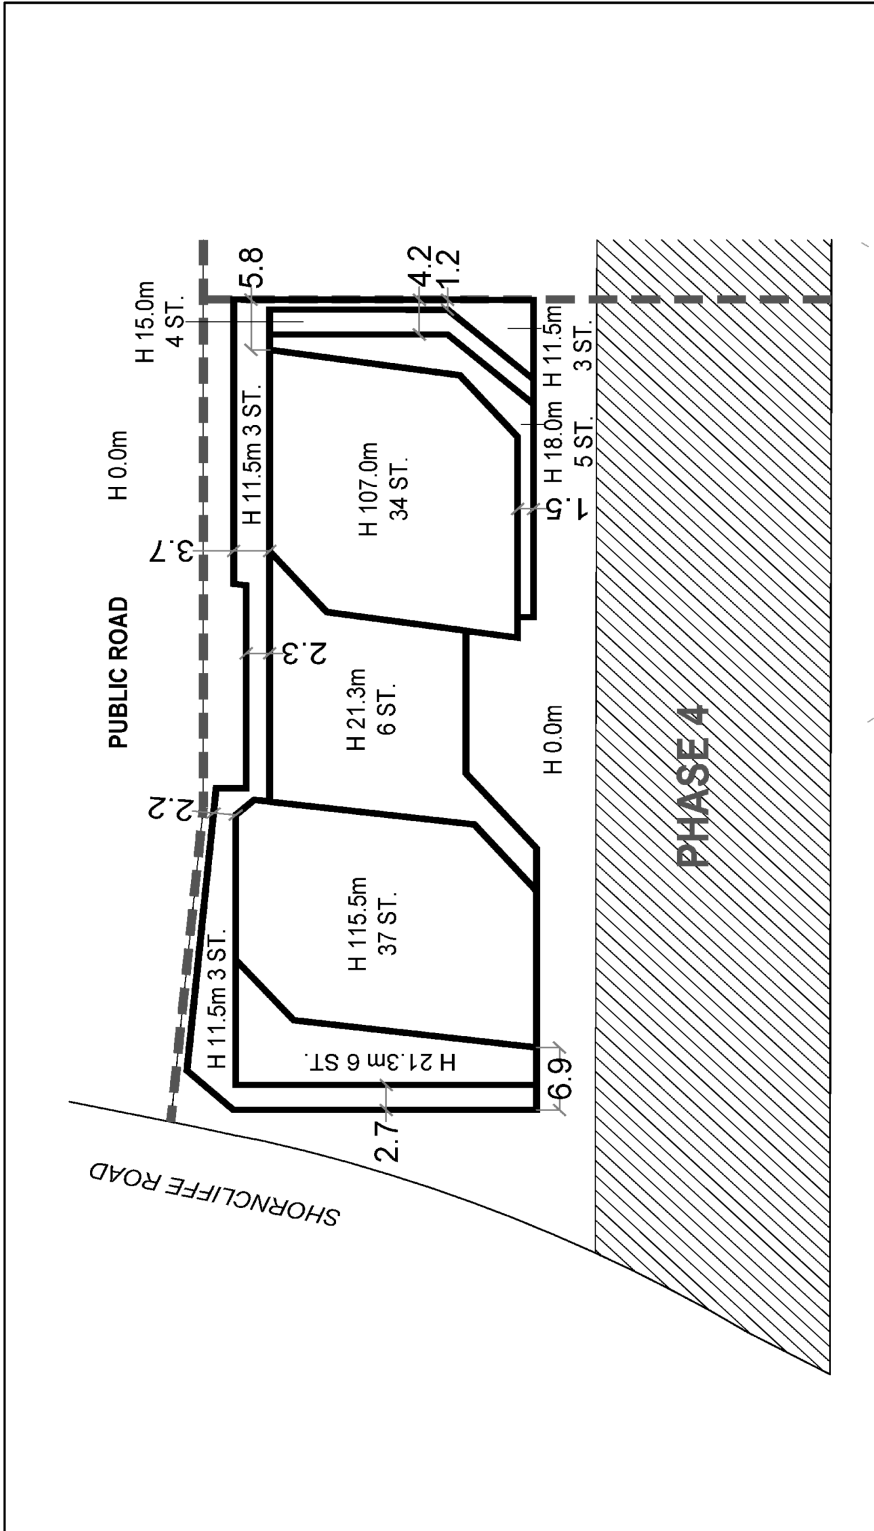 SHORNCLIFFE ROAD
PUBLIC ROAD
H 0.0m
H 15.0m
4 ST.
5.8
4.2
1.2
H 11.5m 3 ST.
3.7
2.3
2.2
H 11.5m 3 ST.
H 107.0m
34 ST.
H 21.3m
6 ST.
H 115.5m
37 ST.
H 21.3m 6 ST.
2.7
6.9
H 0.0m
1.5
H 18.0m
5 ST.
H 11.5m
3 ST.
PHASE 4